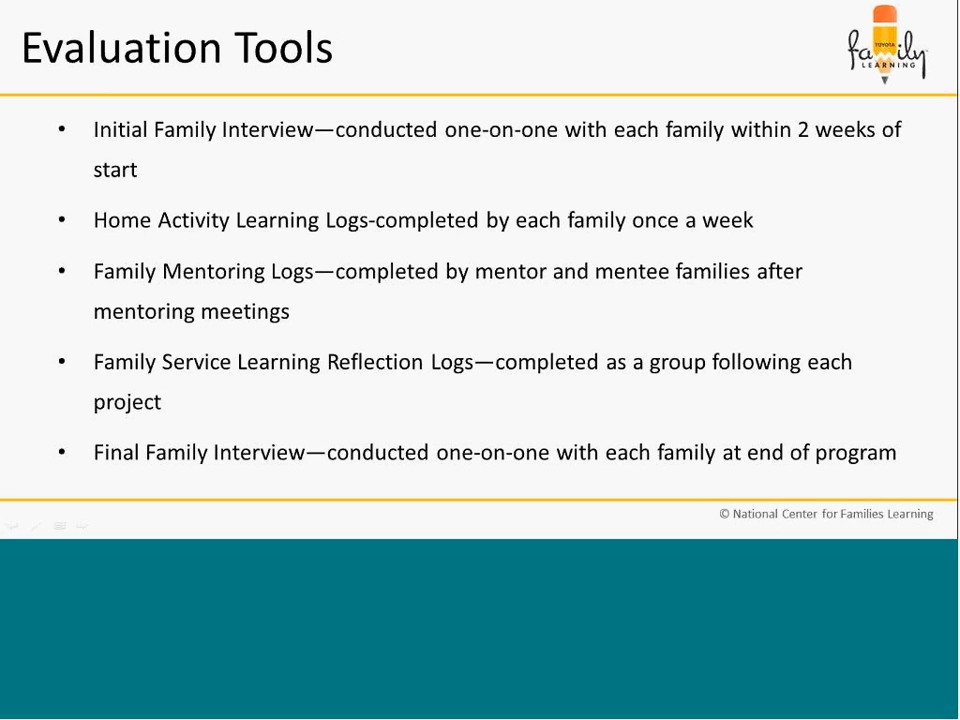 Evaluation Tools
TOYOTA
family
LEARNING
• Initial Family Interview—conducted one-on-one with each family within 2 weeks of
start
• Home Activity Learning Logs-completed by each family once a week
• Family Mentoring Logs—completed by mentor and mentee families after
mentoring meetings
• Family Service Learning Reflection Logs—completed as a group following each
project
• Final Family Interview—conducted one-on-one with each family at end of program
© National Center for Families Learning